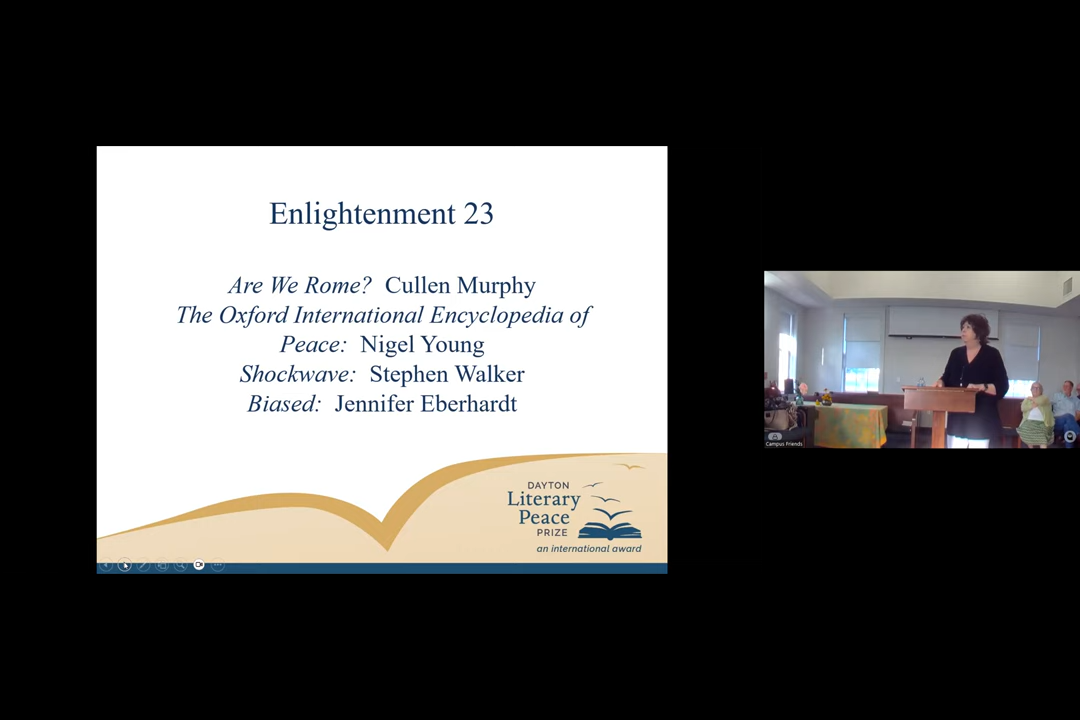 Enlightenment 23
Are We Rome? Cullen Murphy
The Oxford International Encyclopedia of
Peace: Nigel Young
Shockwave: Stephen Walker
Biased: Jennifer Eberhardt
DAYTON
Literary
Peace
PRIZE
an international award
Campus Friends